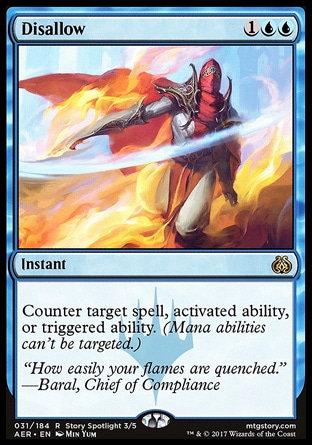 Disallow 1
Instant
Counter target spell, activated ability,
or triggered ability. (Mana abilities
can't be targeted.)
“How easily your flames are quenched.”
—Baral, Chief of Compliance
031/184 R Story Spotlight 3/5 mtgstory.com
AER • EN Min Yum ™ & © 2017 Wizards of the Coast